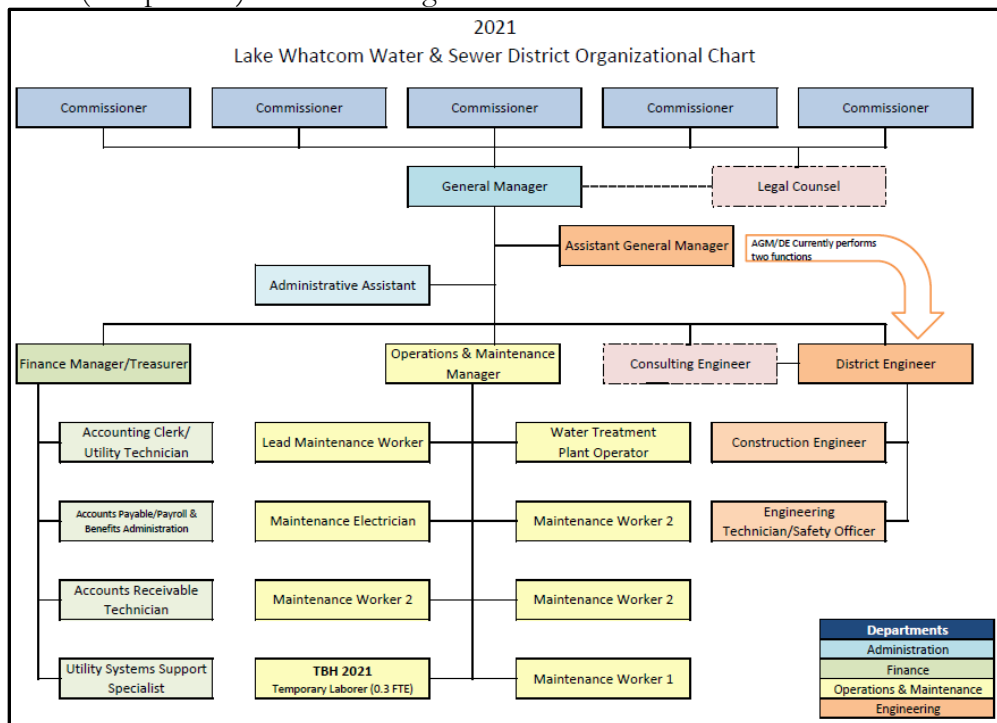 2021
Lake Whatcom Water & Sewer District Organizational Chart
Commissioner
Commissioner
Commissioner
Commissioner
Commissioner
General Manager
Legal Counsel
Assistant General Manager
AGM/DE Currently performs
two functions
Administrative Assistant
Finance Manager/Treasurer
Operations & Maintenance
Manager
Consulting Engineer
District Engineer
Accounting Clerk/
Utility Technician
Lead Maintenance Worker
Water Treatment
Plant Operator
Construction Engineer
Accounts Payable/Payroll &
Benefits Administration
Maintenance Electrician
Maintenance Worker 2
Engineering
Technician/Safety Officer
Accounts Receivable
Technician
Maintenance Worker 2
Maintenance Worker 2
Utility Systems Support
Specialist
TBH 2021
Temporary Laborer (0.3 FTE)
Maintenance Worker 1
Departments
Administration
Finance
Operations & Maintenance
Engineering